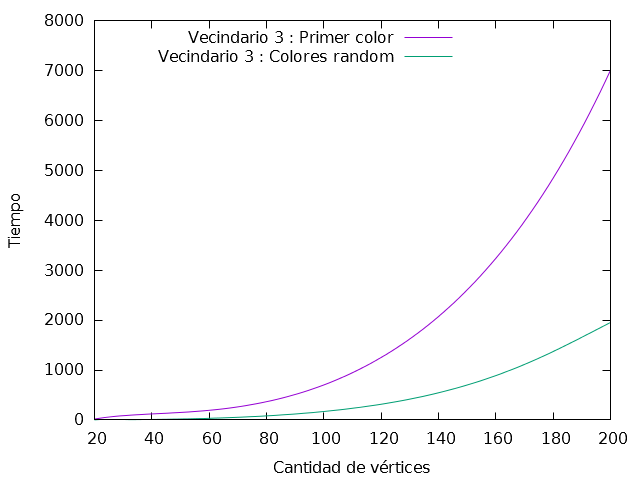 8000
7000
6000
5000
4000
3000
2000
1000
0
Tiempo
Vecindario 3 : Primer color
Vecindario 3 : Colores random
20 40 60 80 100 120 140 160 180 200
Cantidad de vértices